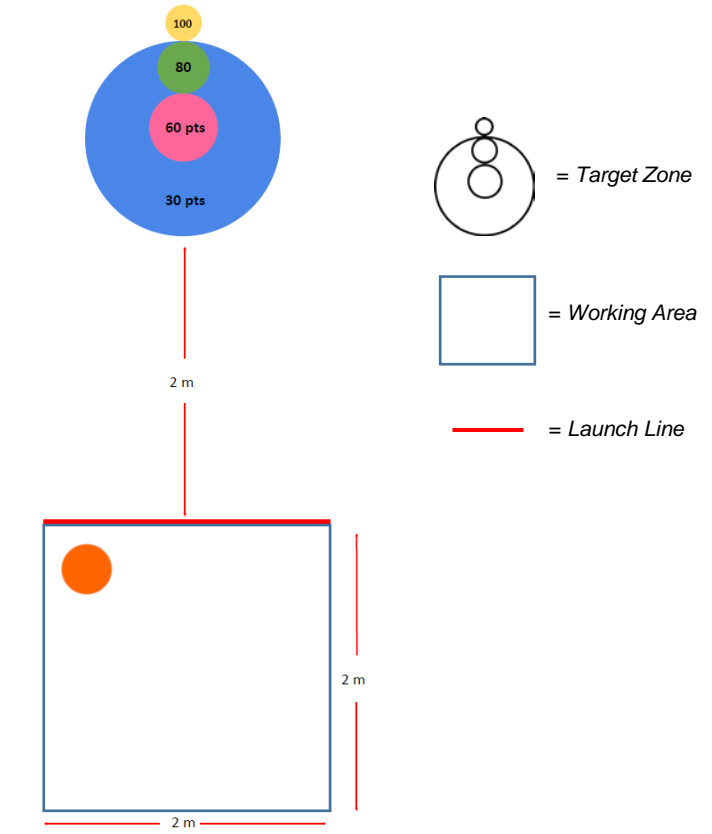 100
80
60 pts
30 pts
= Target Zone
= Working Area
2 m
= Launch Line
2 m
2 m